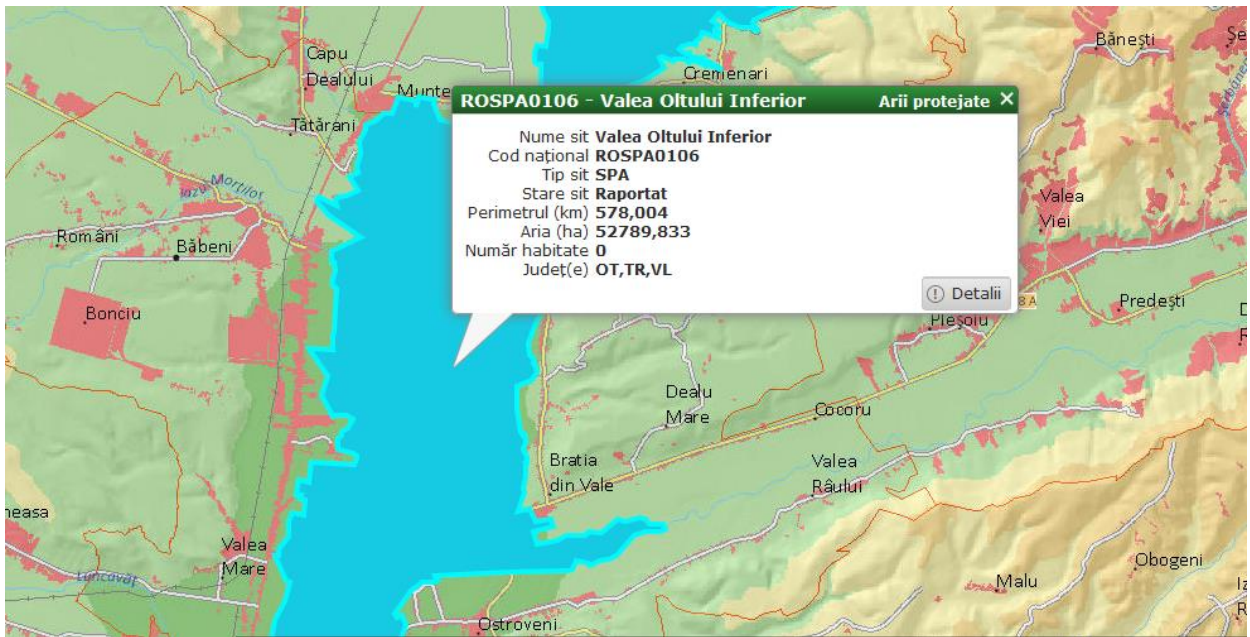 Capu
Dealului
Cremenari
Bănești
Munte
ROSPA0106 - Valea Oltului Inferior Arii protejate ×
Nume sit Valea Oltului Inferior
Cod național ROSPA0106
Tip sit SPA
Stare sit Raportat
Perimetrul (km) 578,004
Aria (ha) 52789,833
Număr habitate 0
Județ(e) OT,TR,VL
Detalii
Tătărani
Iazu Morților
Români
Băbeni
Bonciu
Valea
Viei
8 A
Predești
Pleșoiu
Dealu
Mare
Cocoru
Bratia
din Vale
Valea
Râului
neasa
Valea
Mare
Luncavăț
Malu
Obogeni
Ostroveni